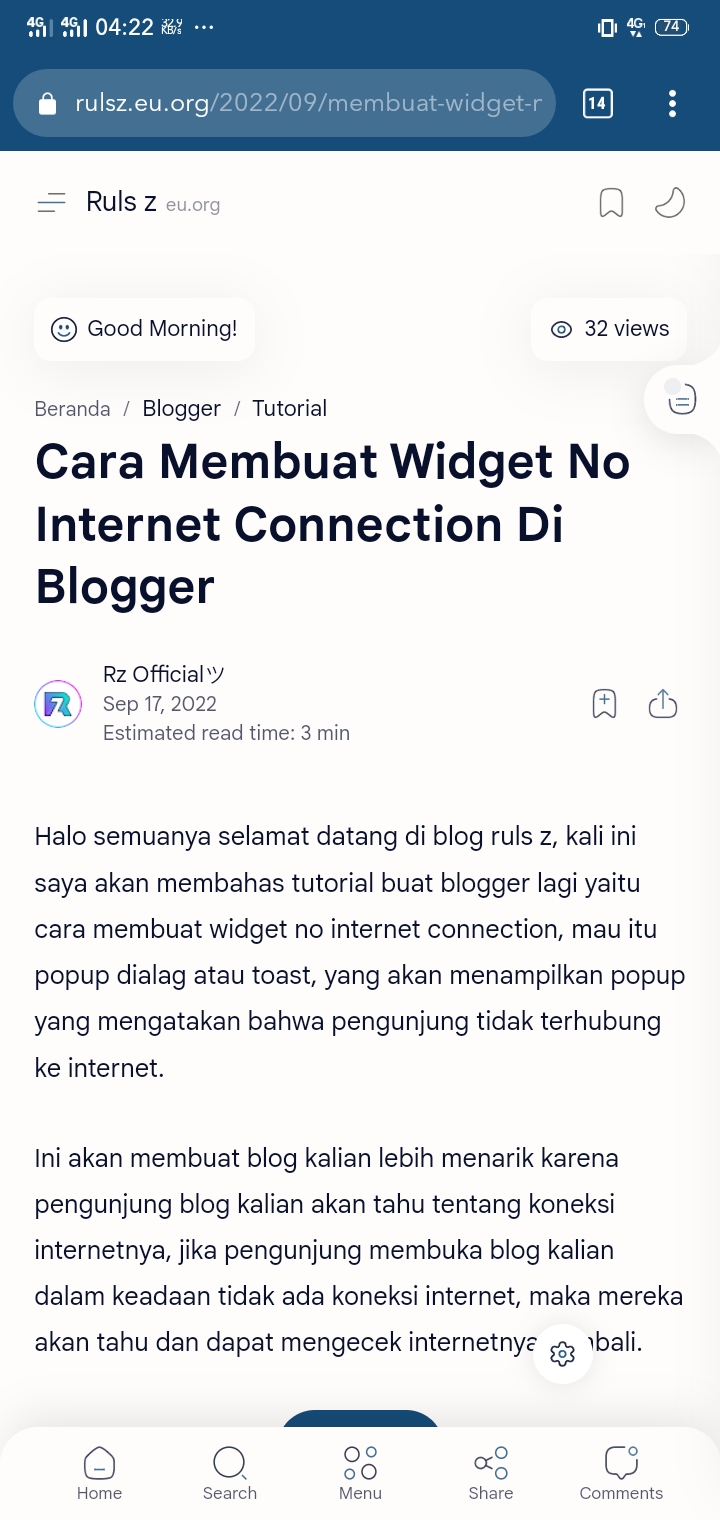 4G 4G 04:22 32.9 KB/s ... 4G 74
rulsz.eu.org/2022/09/membuat-widget-r 14
Ruls z eu.org
Good Morning! 32 views
Beranda / Blogger / Tutorial
Cara Membuat Widget No
Internet Connection Di
Blogger
Rz Officialツ
Sep 17, 2022
Estimated read time: 3 min
Halo semuanya selamat datang di blog ruls z, kali ini
saya akan membahas tutorial buat blogger lagi yaitu
cara membuat widget no internet connection, mau itu
popup dialag atau toast, yang akan menampilkan popup
yang mengatakan bahwa pengunjung tidak terhubung
ke internet.
Ini akan membuat blog kalian lebih menarik karena
pengunjung blog kalian akan tahu tentang koneksi
internetnya, jika pengunjung membuka blog kalian
dalam keadaan tidak ada koneksi internet, maka mereka
akan tahu dan dapat mengecek internetnya bali.
Home Search Menu Share Comments